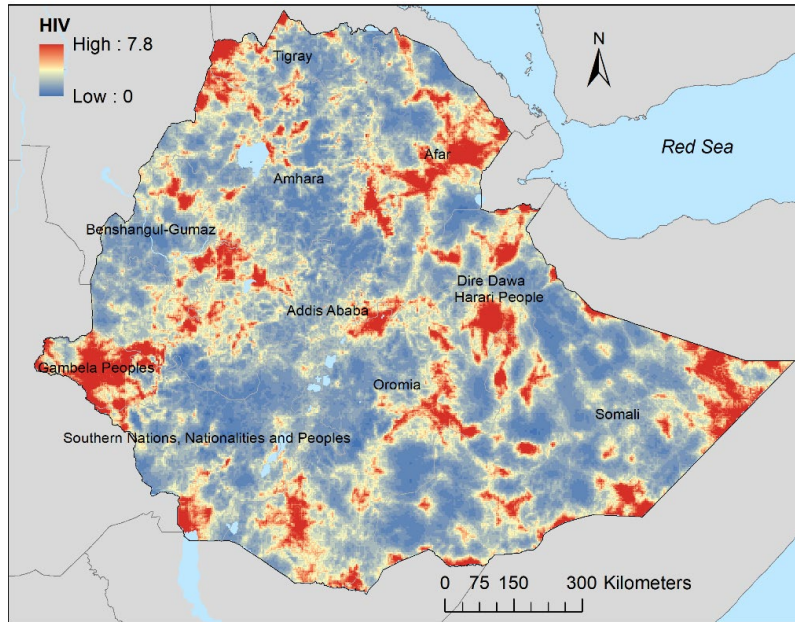 HIV
High : 7.8
Low : 0
N
Tigray
Red Sea
Afar
Amhara
Benshangul-Gumaz
Dire Dawa
Harari People
Addis Ababa
Gambela Peoples
Oromia
Somali
Southern Nations, Nationalities and Peoples
0 75 150 300 Kilometers